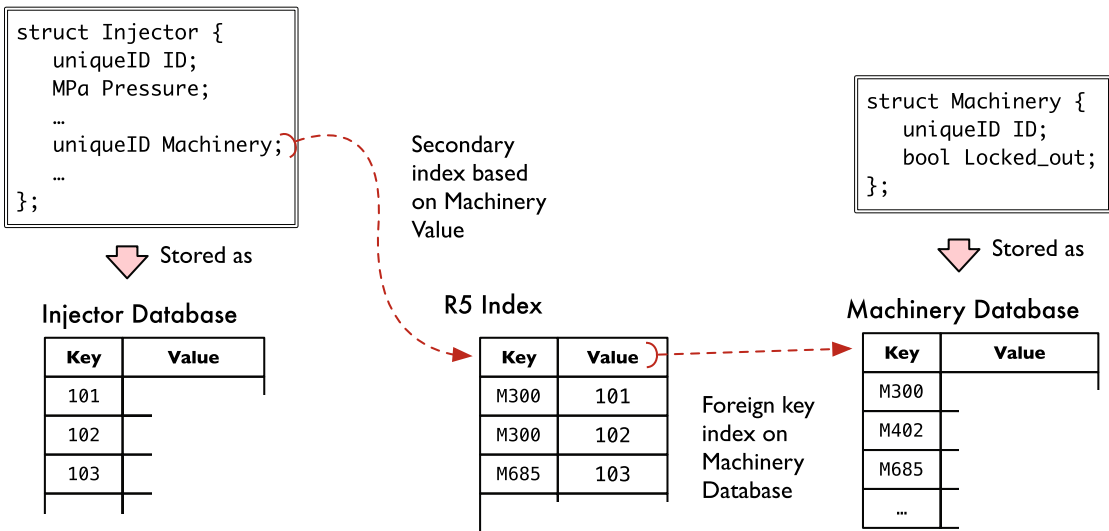 struct Injector {
uniqueID ID;
MPa Pressure;
…
uniqueID Machinery;
…
};
Stored as
Injector Database
Key Value
101
102
103
Secondary
index based
on Machinery
Value
R5 Index
Key Value
M300 101
M300 102
M685 103
Foreign key
index on
Machinery
Database
struct Machinery {
uniqueID ID;
bool Locked_out;
};
Stored as
Machinery Database
Key Value
M300
M402
M685
…